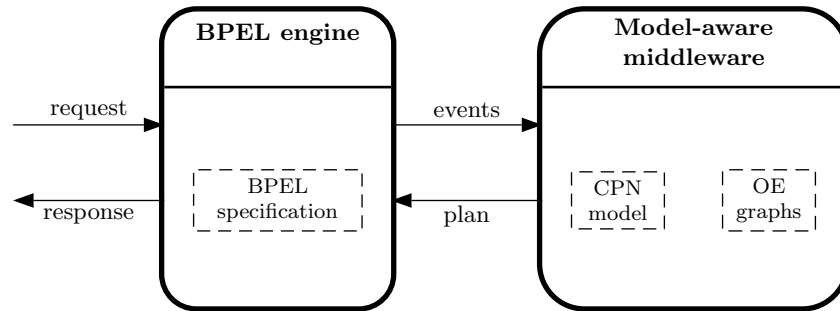 BPEL engine
Model-aware
middleware
request
events
BPEL
specification
CPN
model
OE
graphs
response
plan